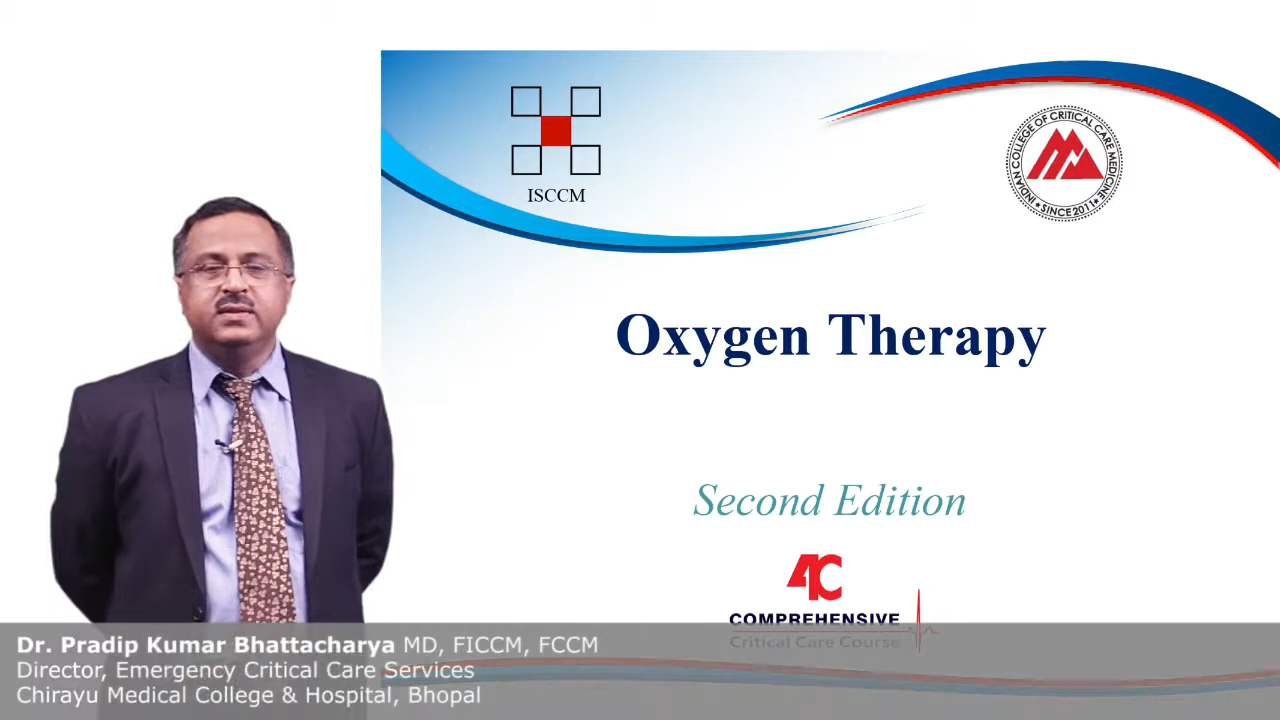 ISCCM
INDIAN COLLEGE OF CRITICAL CARE MEDICINE
★ SINCE 2011 ★
Oxygen Therapy
Second Edition
4C
COMPREHENSIVE
Critical Care Course
Dr. Pradip Kumar Bhattacharya MD, FICCM, FCCM
Director, Emergency Critical Care Services
Chirayu Medical College & Hospital, Bhopal